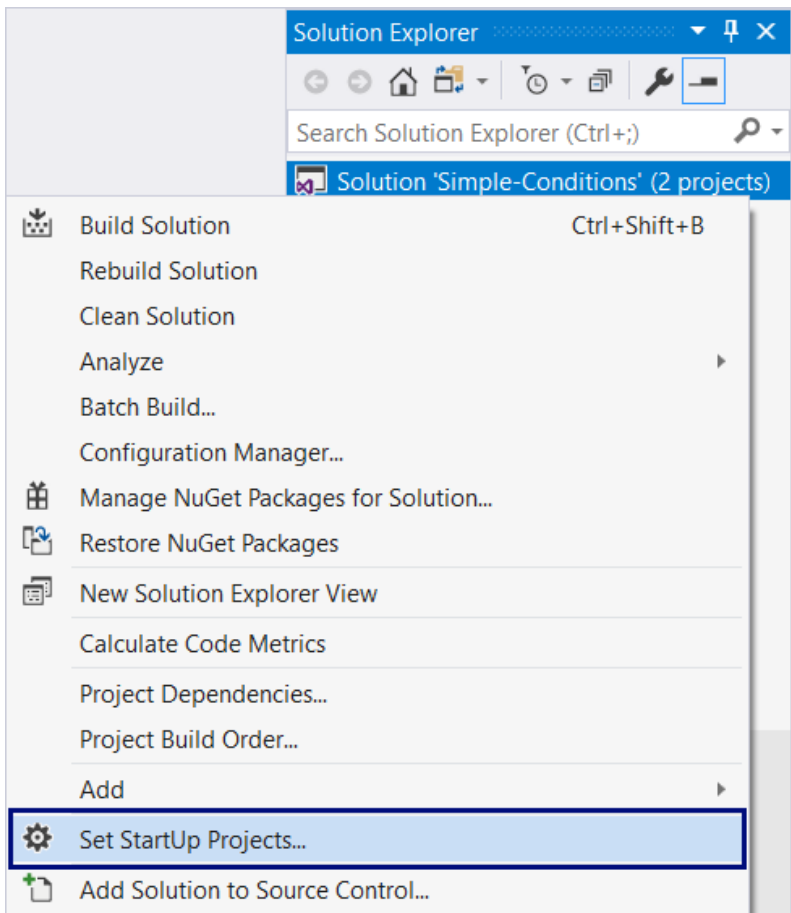 Solution Explorer
Search Solution Explorer (Ctrl+;)
Solution 'Simple-Conditions' (2 projects)
Build Solution Ctrl+Shift+B
Rebuild Solution
Clean Solution
Analyze
Batch Build...
Configuration Manager...
Manage NuGet Packages for Solution...
Restore NuGet Packages
New Solution Explorer View
Calculate Code Metrics
Project Dependencies...
Project Build Order...
Add
Set StartUp Projects...
Add Solution to Source Control...